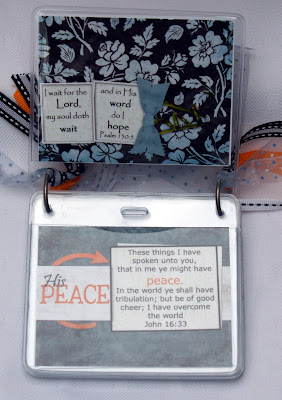 I wait for the
Lord,
my soul doth
wait
and in His
word
do I
hope
Psalm 130:5
His
PEACE
These things I have
spoken unto you,
that in me ye might have
peace.
In the world ye shall have
tribulation; but be of good
cheer; I have overcome
the world
John 16:33